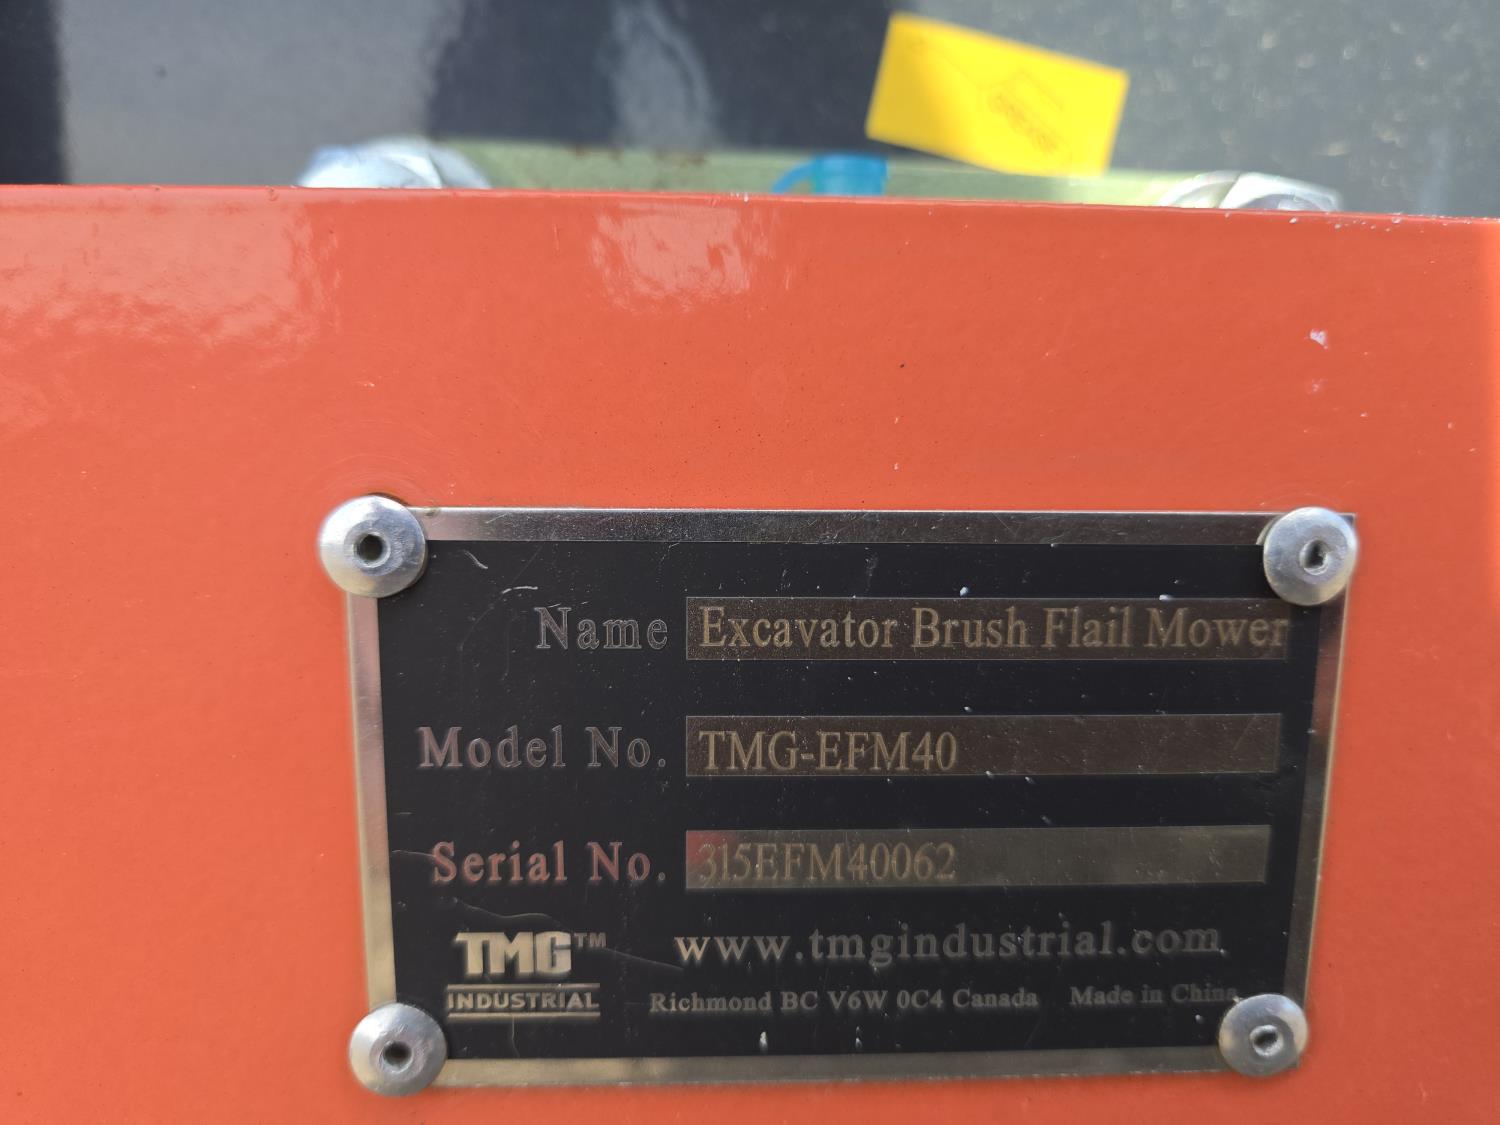 GREASE
Name Excavator Brush Flail Mower
Model No. TMG-EFM40
Serial No. 315EFM40062
TMG™
INDUSTRIAL
www.tmgindustrial.com
Richmond BC V6W 0C4 Canada Made in China